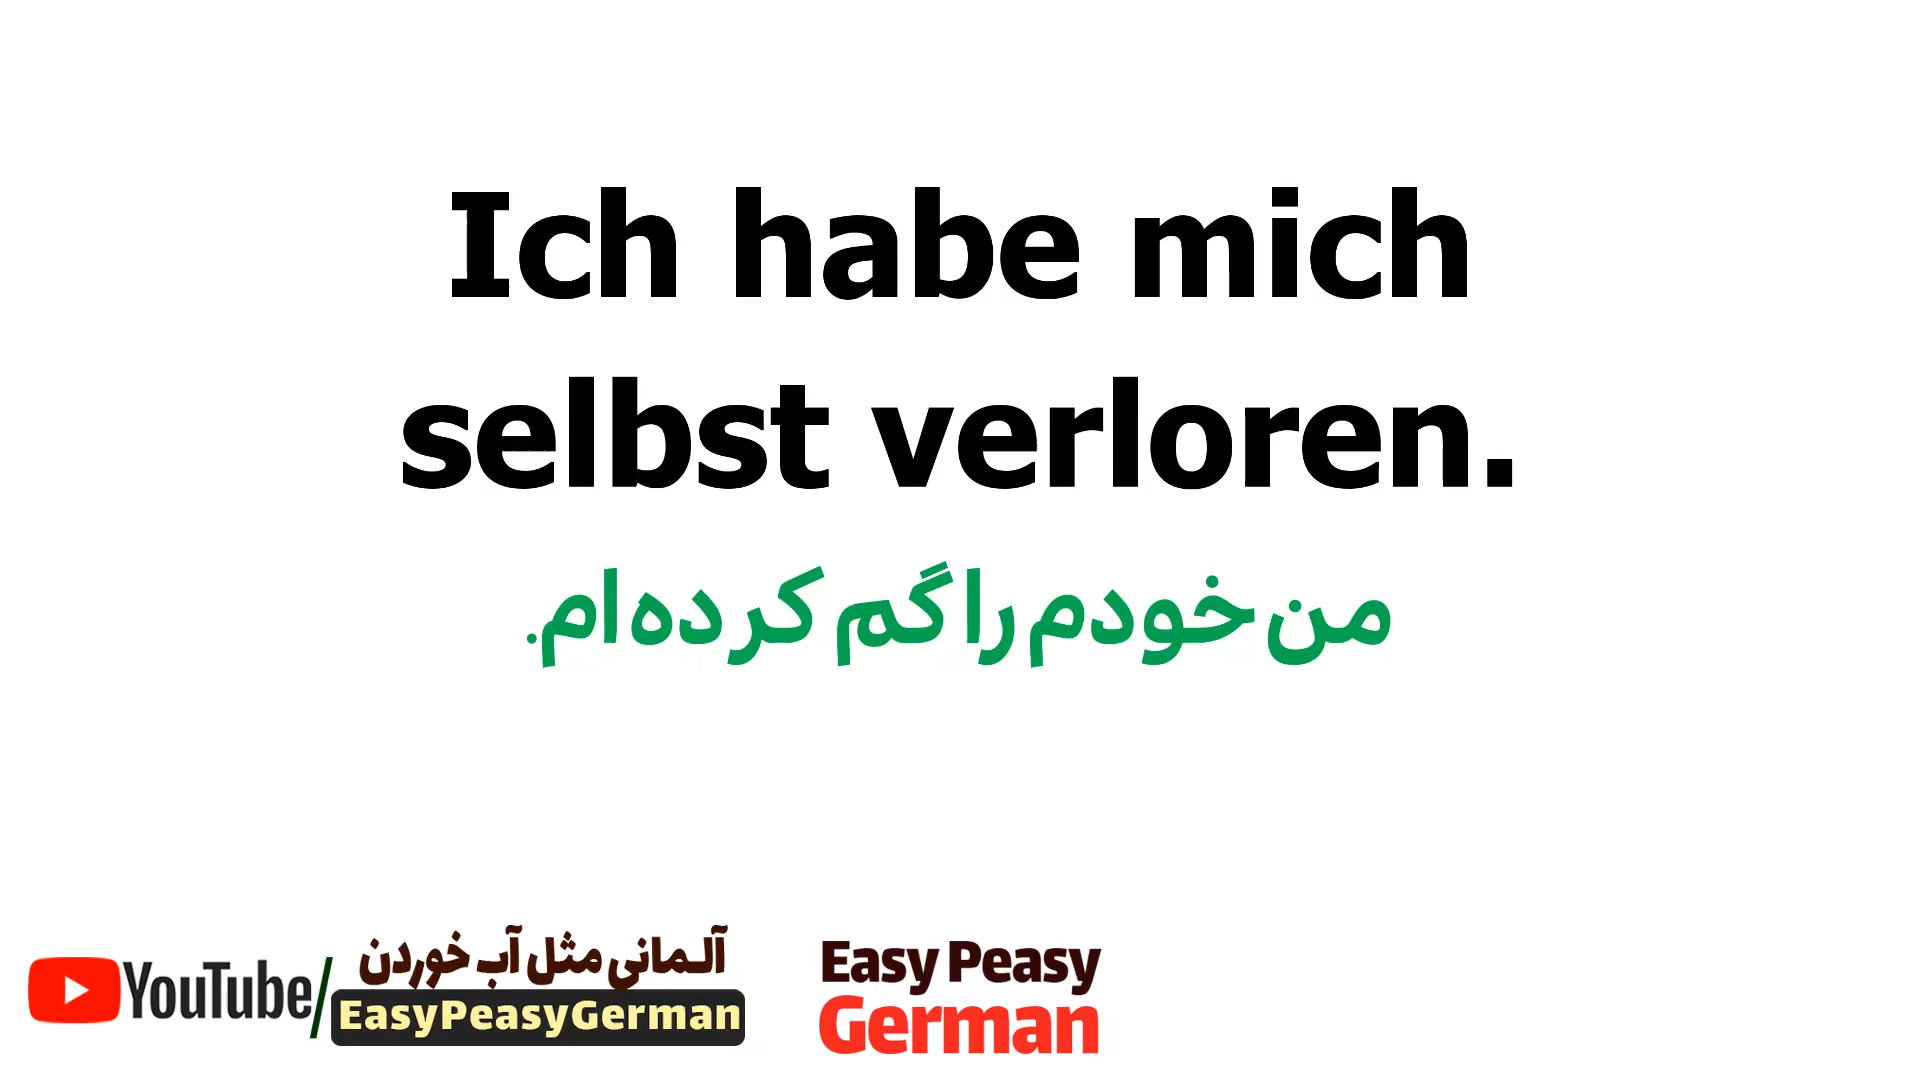 Ich habe mich
selbst verloren.
من خودم را گم کرده ام.
YouTube/
آلمانی مثل آب خوردن
EasyPeasyGerman
Easy Peasy
German